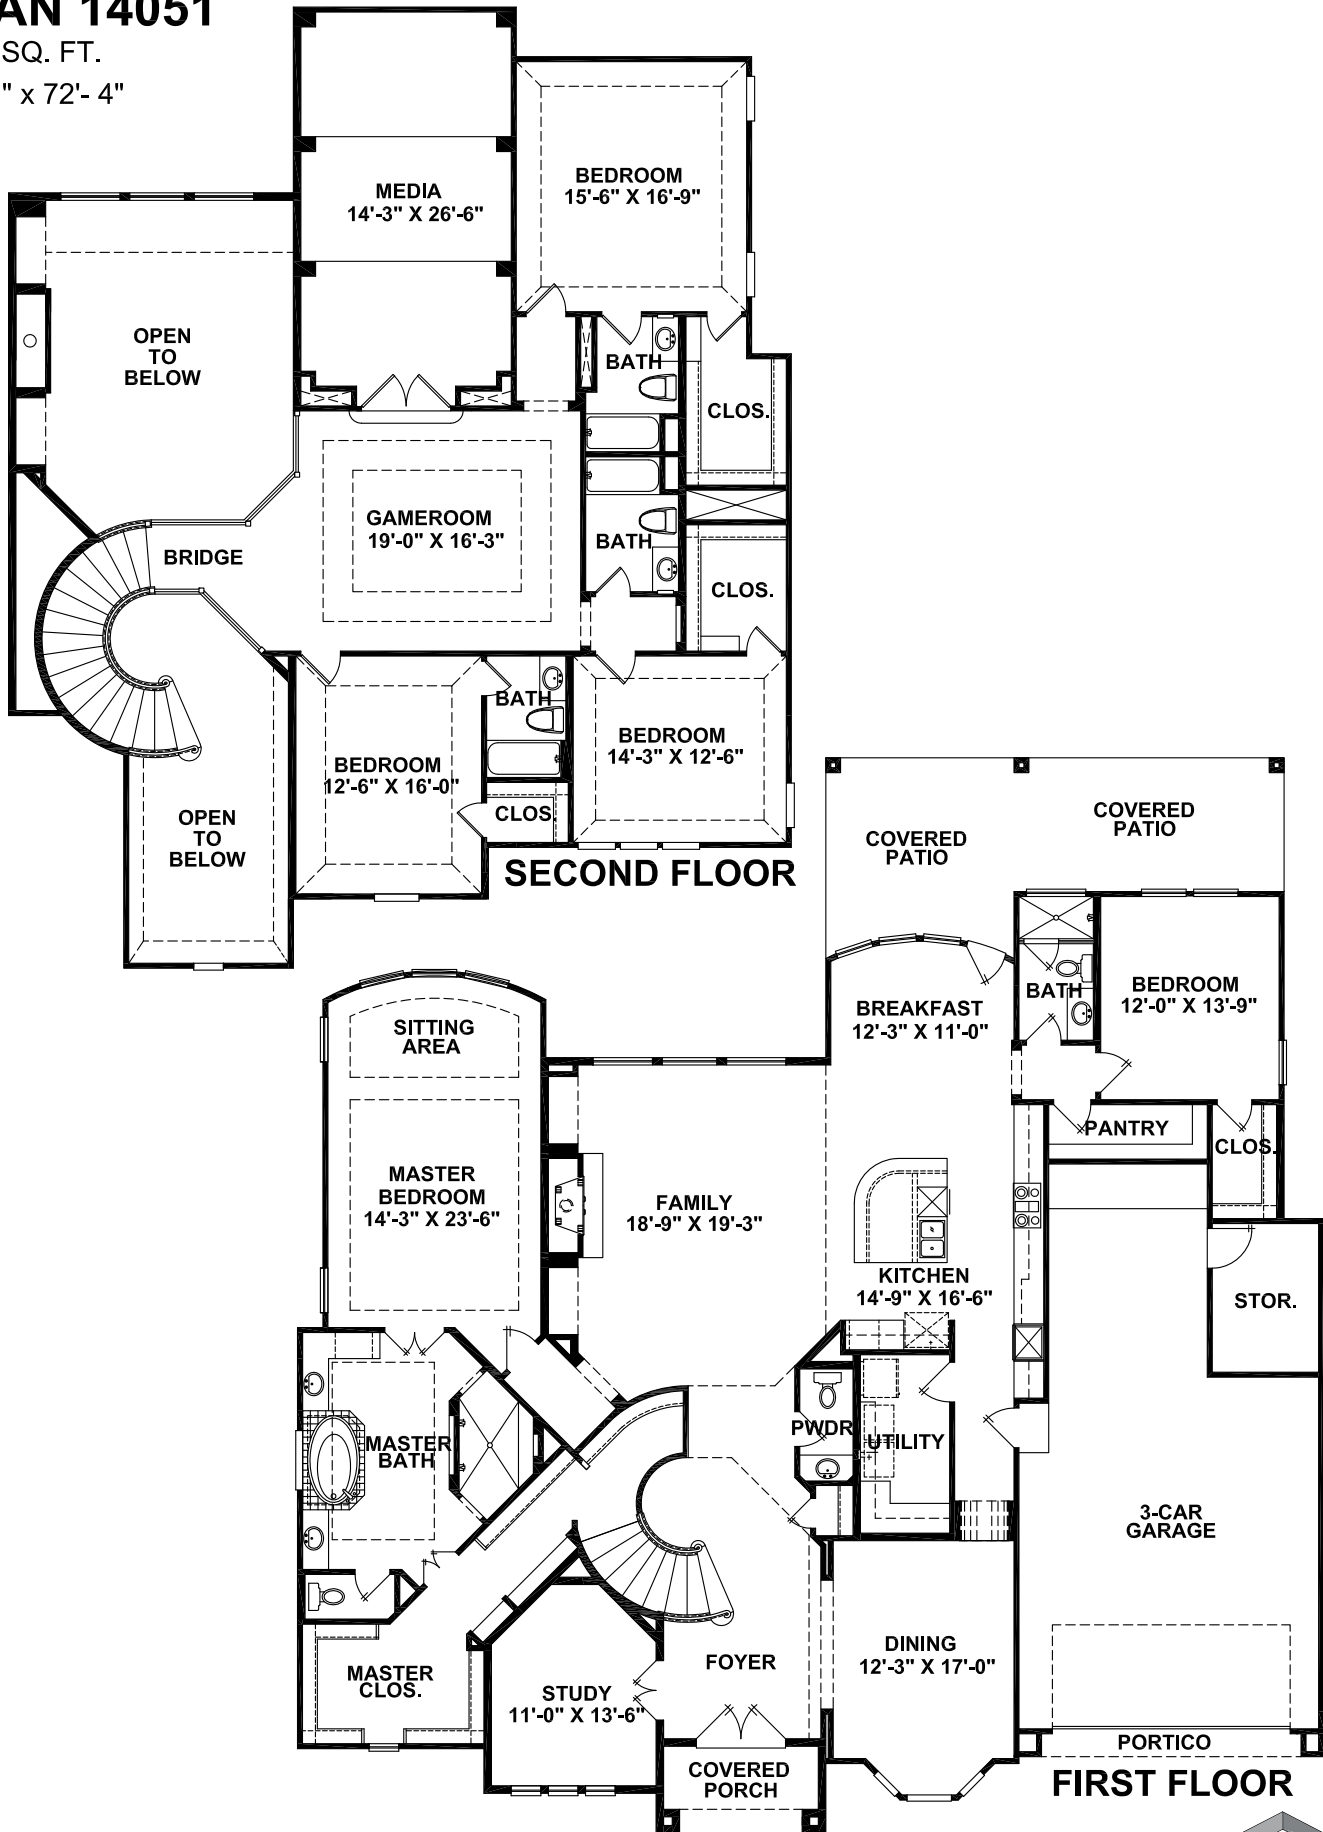 AN 14051
SQ. FT.
" x 72'- 4"
MEDIA
14'-3" X 26'-6"
BEDROOM
15'-6" X 16'-9"
OPEN
TO
BELOW
BATH
CLOS.
GAMEROOM
19'-0" X 16'-3"
BRIDGE
BATH
CLOS.
BATH
BEDROOM
14'-3" X 12'-6"
BEDROOM
12'-6" X 16'-0"
CLOS.
OPEN
TO
BELOW
SECOND FLOOR
COVERED
PATIO
COVERED
PATIO
SITTING
AREA
BREAKFAST
12'-3" X 11'-0"
BATH
BEDROOM
12'-0" X 13'-9"
PANTRY
CLOS.
MASTER
BEDROOM
14'-3" X 23'-6"
FAMILY
18'-9" X 19'-3"
KITCHEN
14'-9" X 16'-6"
STOR.
MASTER
BATH
PWDR
UTILITY
3-CAR
GARAGE
MASTER
CLOS.
STUDY
11'-0" X 13'-6"
FOYER
DINING
12'-3" X 17'-0"
COVERED
PORCH
PORTICO
FIRST FLOOR